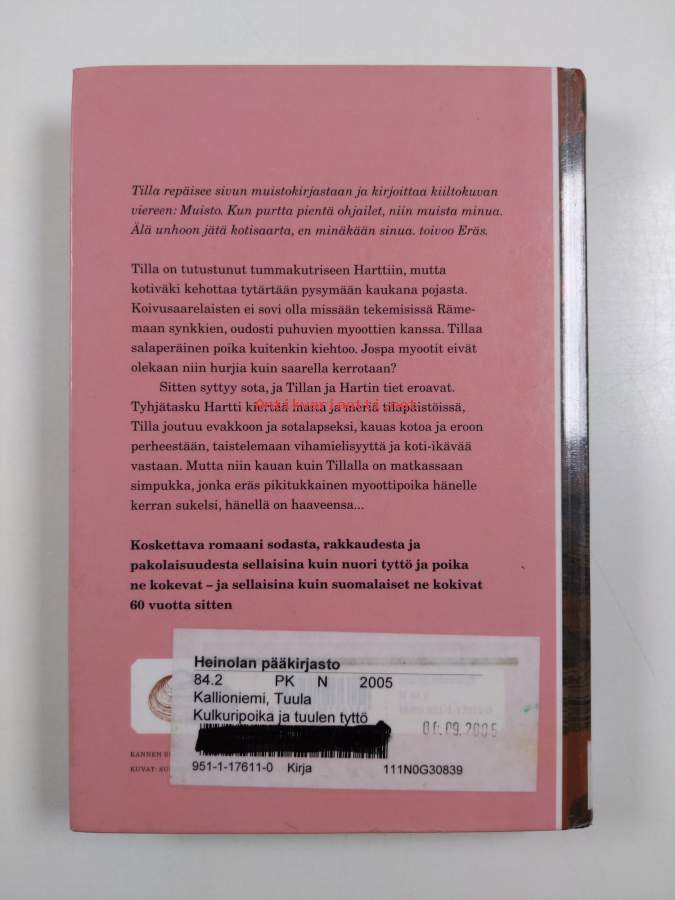 Tilla repäisee sivun muistokirjastaan ja kirjoittaa kiiltokuvan
viereen: Muisto. Kun purtta pientä ohjailet, niin muista minua.
Älä unhoon jätä kotisaarta, en minäkään sinua. toivoo Eräs.
Tilla on tutustunut tummakutriseen Harttiin, mutta
kotiväki kehottaa tytärtään pysymään kaukana pojasta.
Koivusaarelaisten ei sovi olla missään tekemisissä Räme-
maan synkkien, oudosti puhuvien myoottien kanssa. Tillaa
salaperäinen poika kuitenkin kiehtoo. Jospa myootit eivät
olekaan niin hurjia kuin saarella kerrotaan?
Sitten syttyy sota, ja Tillan ja Hartin tiet eroavat.
Antikvariaatti.net
Tyhjätasku Hartti kiertää maita ja meriä tilapäistöissä,
Tilla joutuu evakkoon ja sotalapseksi, kauas kotoa ja eroon
perheestään, taistelemaan vihamielisyyttä ja koti-ikävää
vastaan. Mutta niin kauan kuin Tillalla on matkassaan
simpukka, jonka eräs pikitukkainen myoottipoika hänelle
kerran sukelsi, hänellä on haaveensa...
Koskettava romaani sodasta, rakkaudesta ja
pakolaisuudesta sellaisina kuin nuori tyttö ja poika
ne kokevat – ja sellaisina kuin suomalaiset ne kokivat
60 vuotta sitten
Heinolan pääkirjasto
84.2 PK N 2005
Kallioniemi, Tuula
Kulkuripoika ja tuulen tyttö
951-1-17611-0 Kirja 111N0G30839
KANNEN
KUVAT: